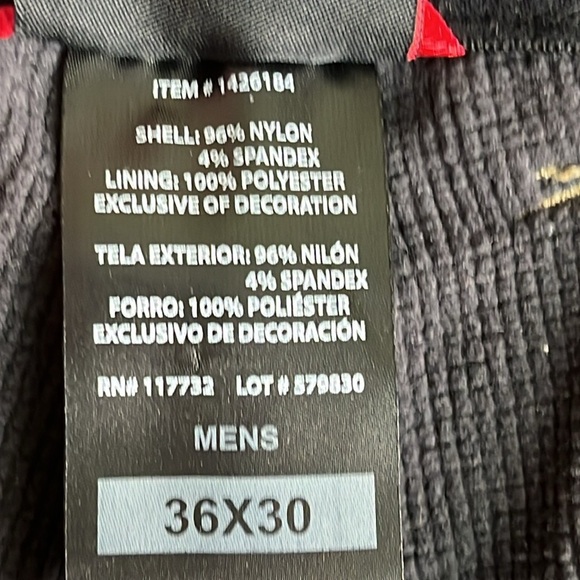 ITEM # 1426184
SHELL: 96% NYLON
4% SPANDEX
LINING: 100% POLYESTER
EXCLUSIVE OF DECORATION
TELA EXTERIOR: 96% NILÓN
4% SPANDEX
FORRO: 100% POLIÉSTER
EXCLUSIVO DE DECORACIÓN
RN# 117732 LOT # 579830
MENS
36X30